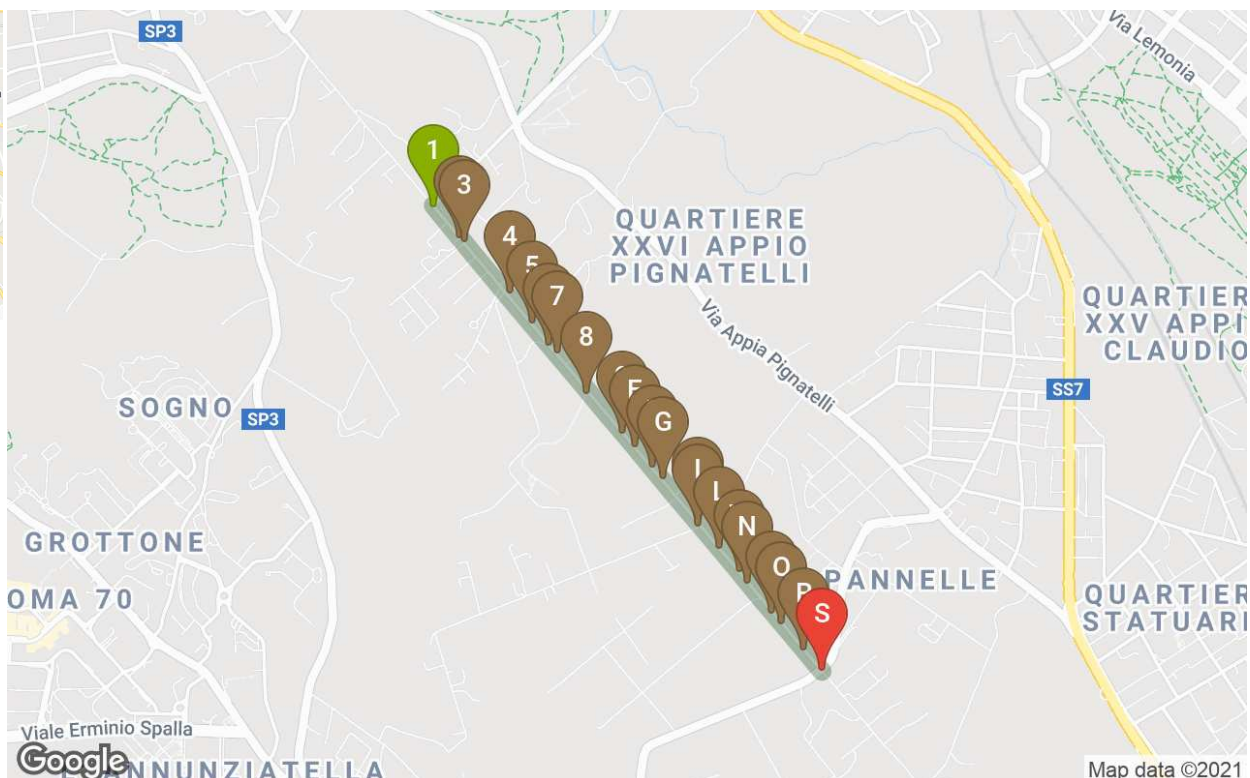 SP3
Via Lemonia
1
3
4
5
7
8
QUARTIERE
XXVI APPIO
PIGNATELLI
Via Appia Pignatelli
QUARTIER
XXV APPI
CLAUDIO
SS7
SOGNO
SP3
E
G
L
N
O
GROTTONE
OMA 70
PANNELLE
S
QUARTIER
STATUARI
Viale Erminio Spalla
Google
ANNUNZIATELLA
Map data ©2021